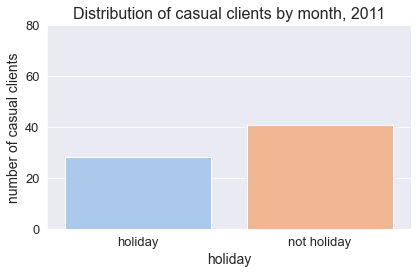 Distribution of casual clients by month, 2011
number of casual clients
80
60
40
20
0
holiday
not holiday
holiday